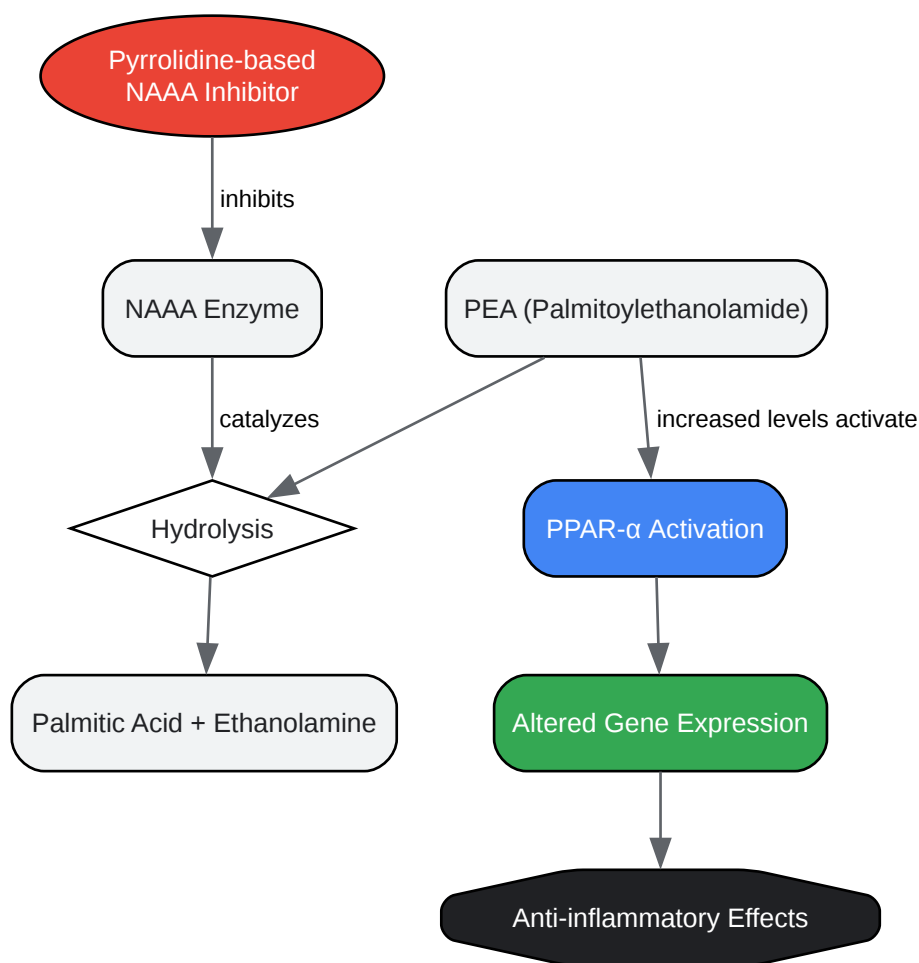 Pyrrolidine-based
NAAA Inhibitor
inhibits
NAAA Enzyme
PEA (Palmitoylethanolamide)
catalyzes
increased levels activate
Hydrolysis
PPAR-α Activation
Palmitic Acid + Ethanolamine
Altered Gene Expression
Anti-inflammatory Effects